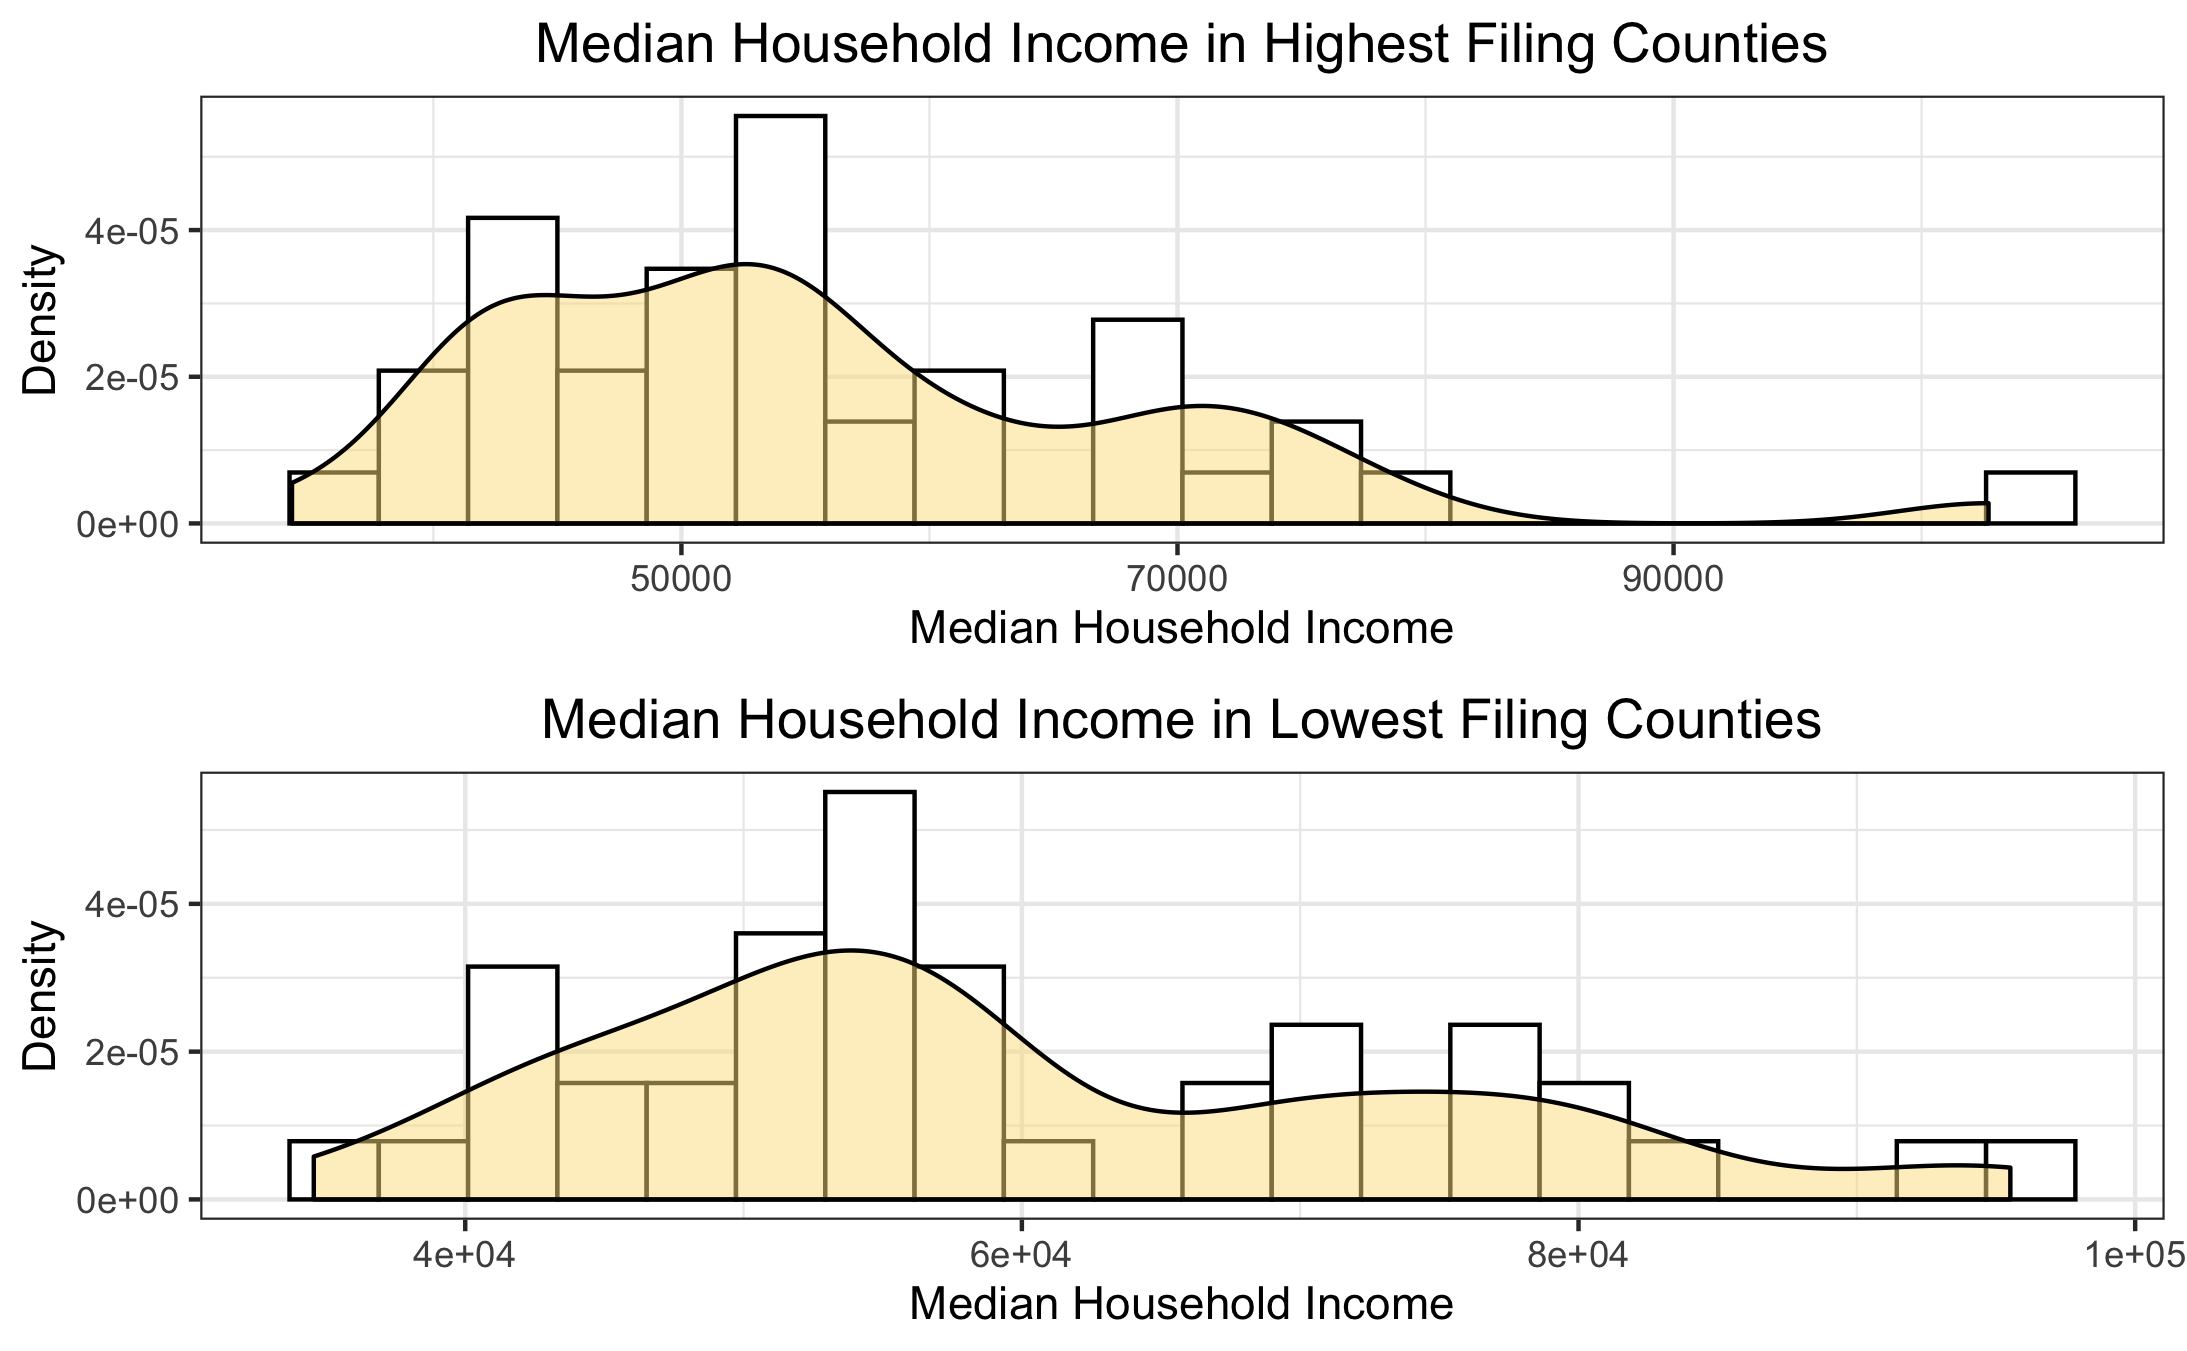 Median Household Income in Highest Filing Counties
Density
4e-05
2e-05
0e+00
50000 70000 90000
Median Household Income
Median Household Income in Lowest Filing Counties
Density
4e-05
2e-05
0e+00
4e+04 6e+04 8e+04 1e+05
Median Household Income